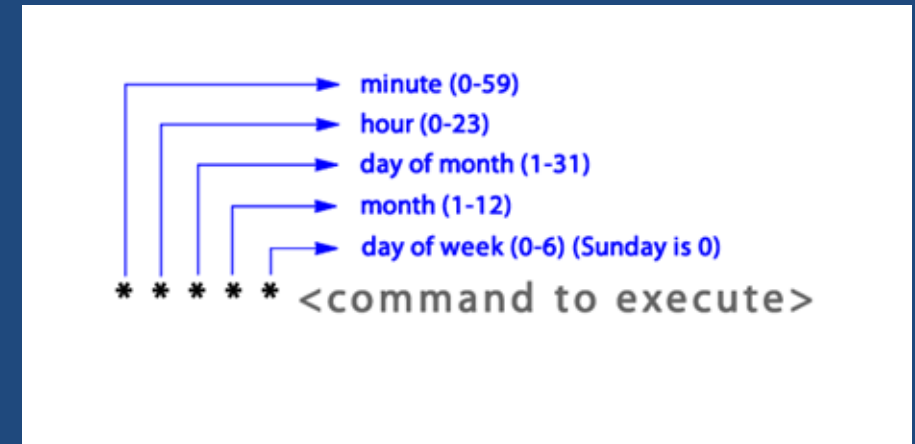 minute (0-59)
hour (0-23)
day of month (1-31)
month (1-12)
day of week (0-6) (Sunday is 0)
* * * * * <command to execute>